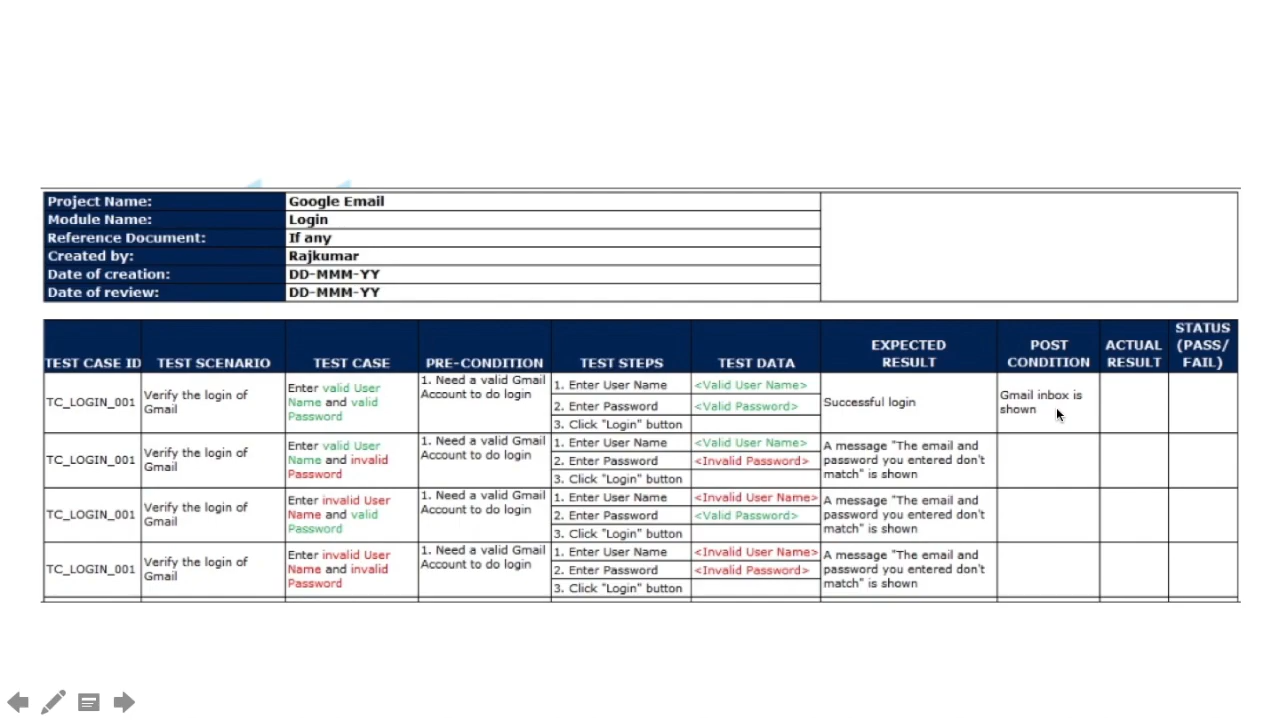 Project Name: Google Email
Module Name: Login
Reference Document: If any
Created by: Rajkumar
Date of creation: DD-MMM-YY
Date of review: DD-MMM-YY
TEST CASE ID TEST SCENARIO TEST CASE PRE-CONDITION TEST STEPS TEST DATA EXPECTED RESULT POST CONDITION ACTUAL RESULT STATUS (PASS/ FAIL)
TC_LOGIN_001
Verify the login of
Gmail
Enter valid User
Name and valid
Password
1. Need a valid Gmail
Account to do login
1. Enter User Name
<Valid User Name>
2. Enter Password
<Valid Password>
3. Click "Login" button
Successful login
Gmail inbox is
shown
TC_LOGIN_001
Verify the login of
Gmail
Enter valid User
Name and invalid
Password
1. Need a valid Gmail
Account to do login
1. Enter User Name
<Valid User Name>
2. Enter Password
<Invalid Password>
3. Click "Login" button
A message "The email and
password you entered don't
match" is shown
TC_LOGIN_001
Verify the login of
Gmail
Enter invalid User
Name and valid
Password
1. Need a valid Gmail
Account to do login
1. Enter User Name
<Invalid User Name>
2. Enter Password
<Valid Password>
3. Click "Login" button
A message "The email and
password you entered don't
match" is shown
TC_LOGIN_001
Verify the login of
Gmail
Enter invalid User
Name and invalid
Password
1. Need a valid Gmail
Account to do login
1. Enter User Name
<Invalid User Name>
2. Enter Password
<Invalid Password>
3. Click "Login" button
A message "The email and
password you entered don't
match" is shown